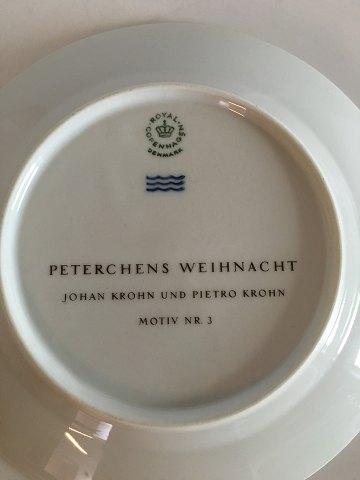 ROYAL
COPENHAGEN
DENMARK
PETERCHENS WEIHNACHT
JOHAN KROHN UND PIETRO KROHN
MOTIV NR. 3